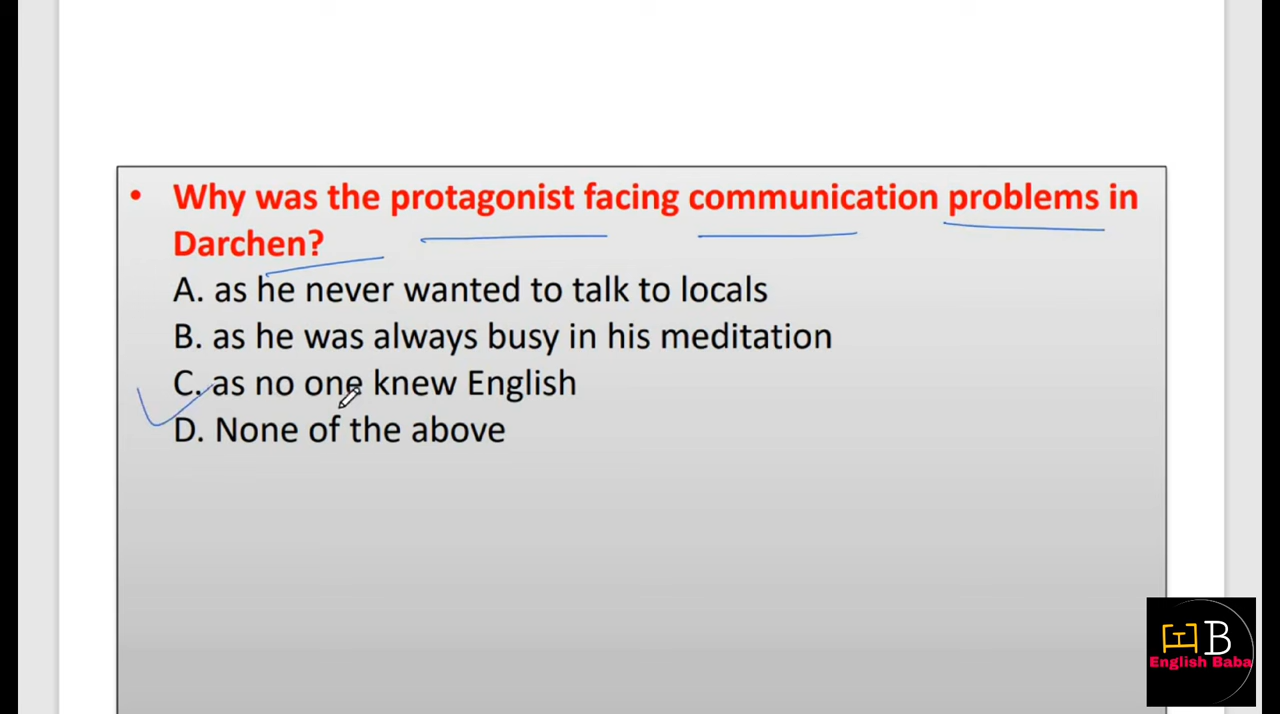 • Why was the protagonist facing communication problems in
Darchen?
A. as he never wanted to talk to locals
B. as he was always busy in his meditation
C. as no one knew English
D. None of the above
B
English Baba